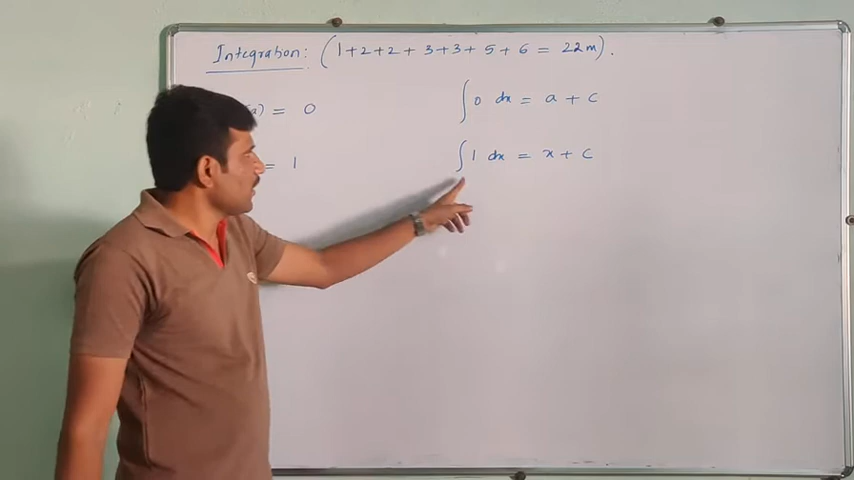 Integration: (1+2+2+3+3+5+6 = 22m).
a) = 0
∫0 dx = a + c
= 1
∫1 dx = x + c